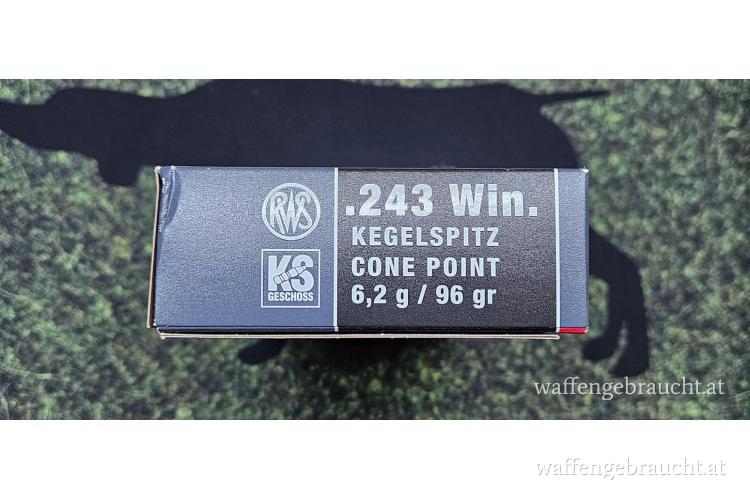 RWS
.243 Win.
KEGELSPITZ
KS
GESCHOSS
CONE POINT
6,2 g / 96 gr
waffengebraucht.at
waffengebraucht.at